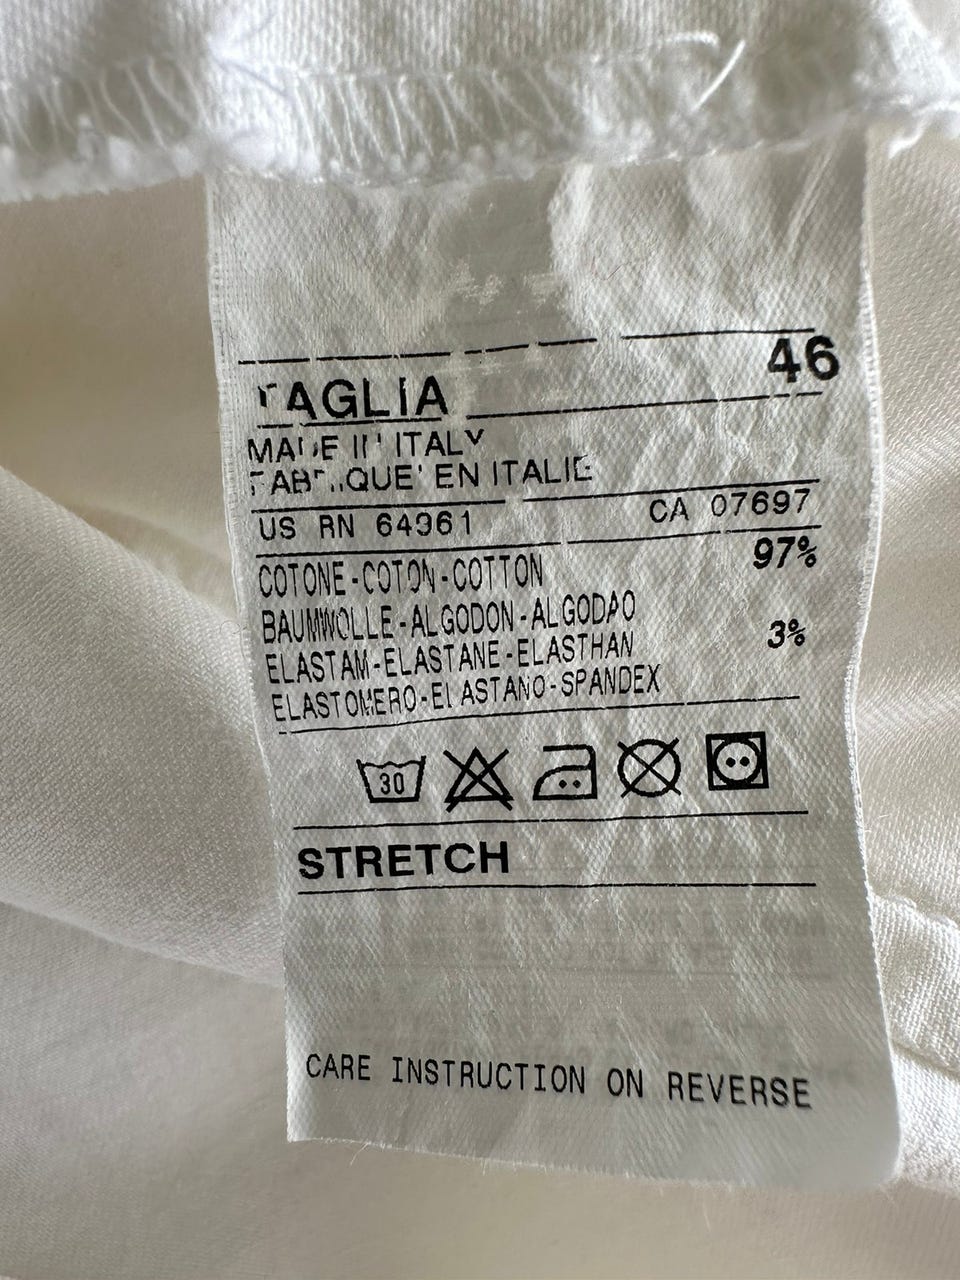 TAGLIA 46
MADE IN ITALY
FABRIQUE' EN ITALIE
US RN 64961 CA 07697
COTONE-COTON-COTTON 97%
BAUMWOLLE-ALGODON-ALGODAO
ELASTAM-ELASTANE-ELASTHAN 3%
ELASTOMERO-ELASTANO-SPANDEX
30
STRETCH
CARE INSTRUCTION ON REVERSE